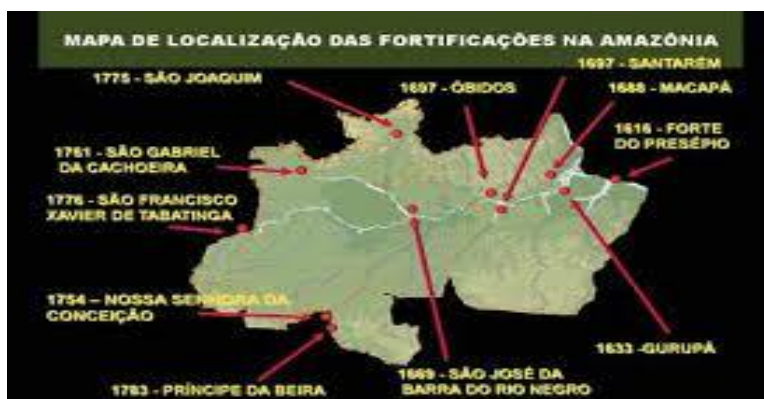 MAPA DE LOCALIZAÇÃO DAS FORTIFICAÇÕES NA AMAZÔNIA
1697 - SANTARÉM
1775 - SÃO JOAQUIM
1697 - ÓBIDOS
1688 - MACAPÁ
1616 - FORTE
DO PRESÉPIO
1761 - SÃO GABRIEL
DA CACHOEIRA
1776 - SÃO FRANCISCO
XAVIER DE TABATINGA
1754 – NOSSA SENHORA DA
CONCEIÇÃO
1633 -GURUPÁ
1669 - SÃO JOSÉ DA
BARRA DO RIO NEGRO
1783 - PRÍNCIPE DA BEIRA